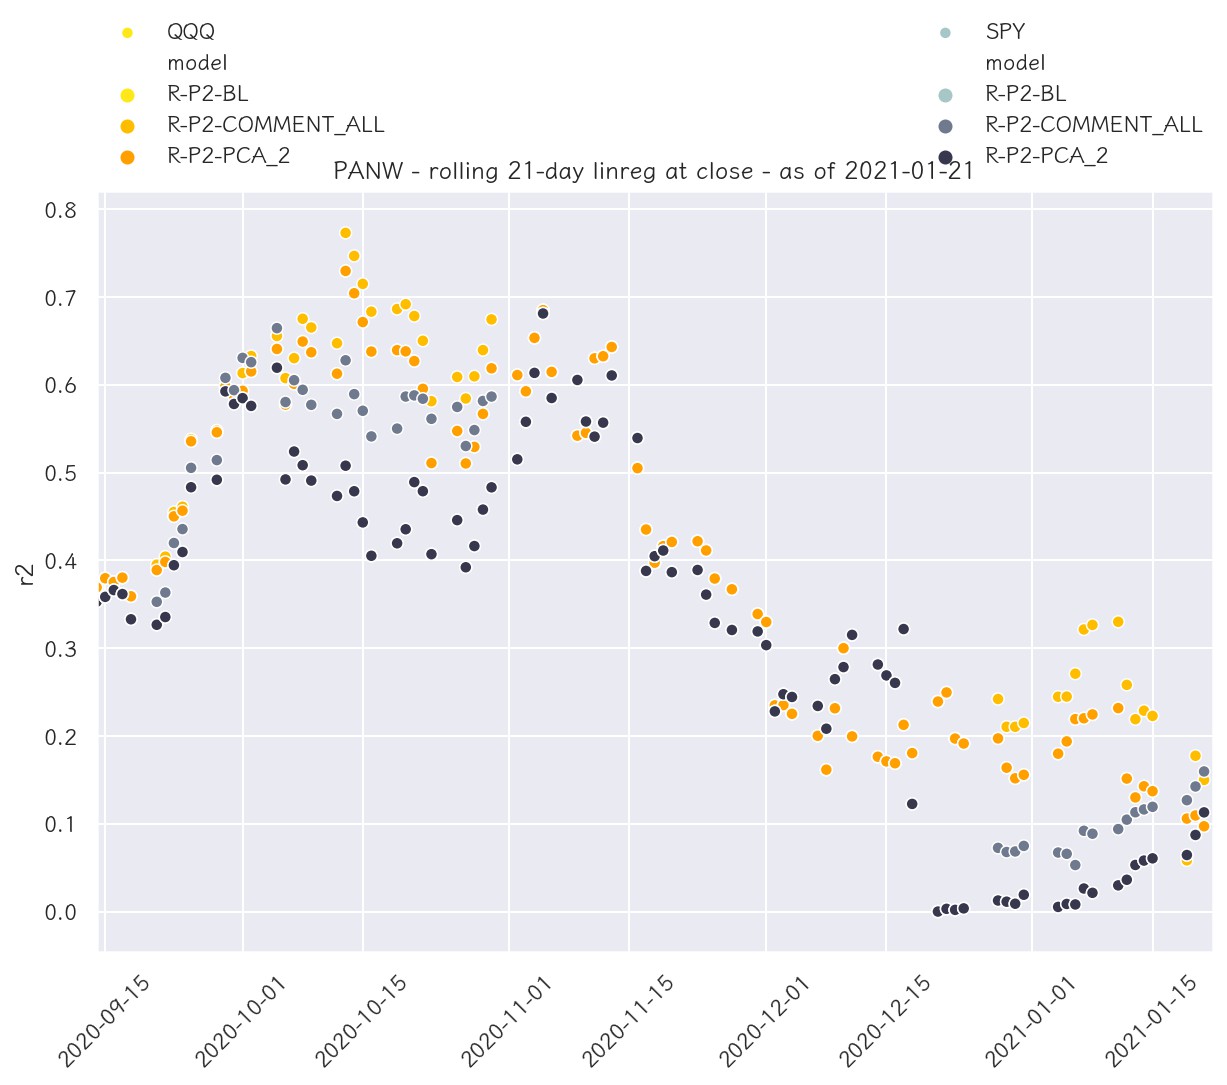 QQQ
model
R-P2-BL
R-P2-COMMENT_ALL
R-P2-PCA_2
SPY
model
R-P2-BL
R-P2-COMMENT_ALL
R-P2-PCA_2
PANW - rolling 21-day linreg at close - as of 2021-01-21
0.8
0.7
0.6
0.5
0.4
0.3
0.2
0.1
0.0
r2
2020-09-15
2020-10-01
2020-10-15
2020-11-01
2020-11-15
2020-12-01
2020-12-15
2021-01-01
2021-01-15